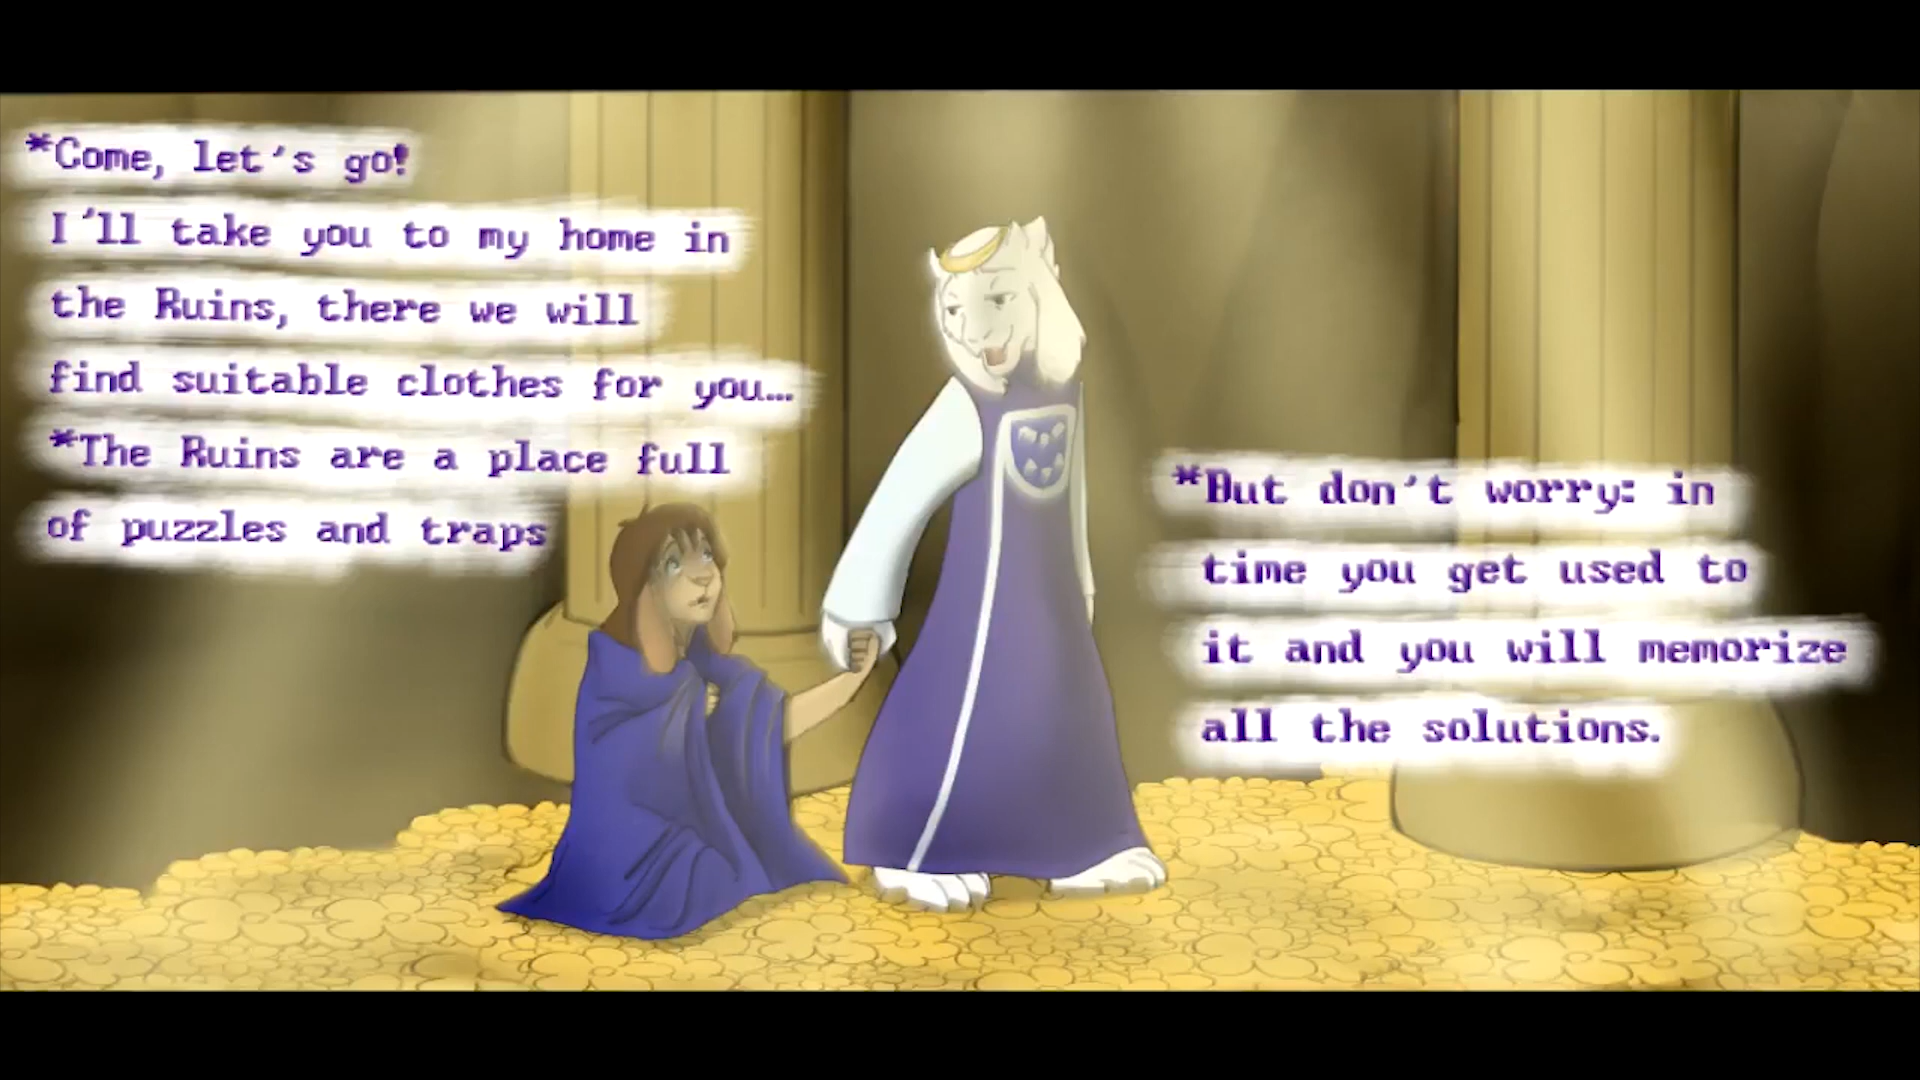 *Come, let's go!
I'll take you to my home in
the Ruins, there we will
find suitable clothes for you...
*The Ruins are a place full
of puzzles and traps
*But don't worry: in
time you get used to
it and you will memorize
all the solutions.